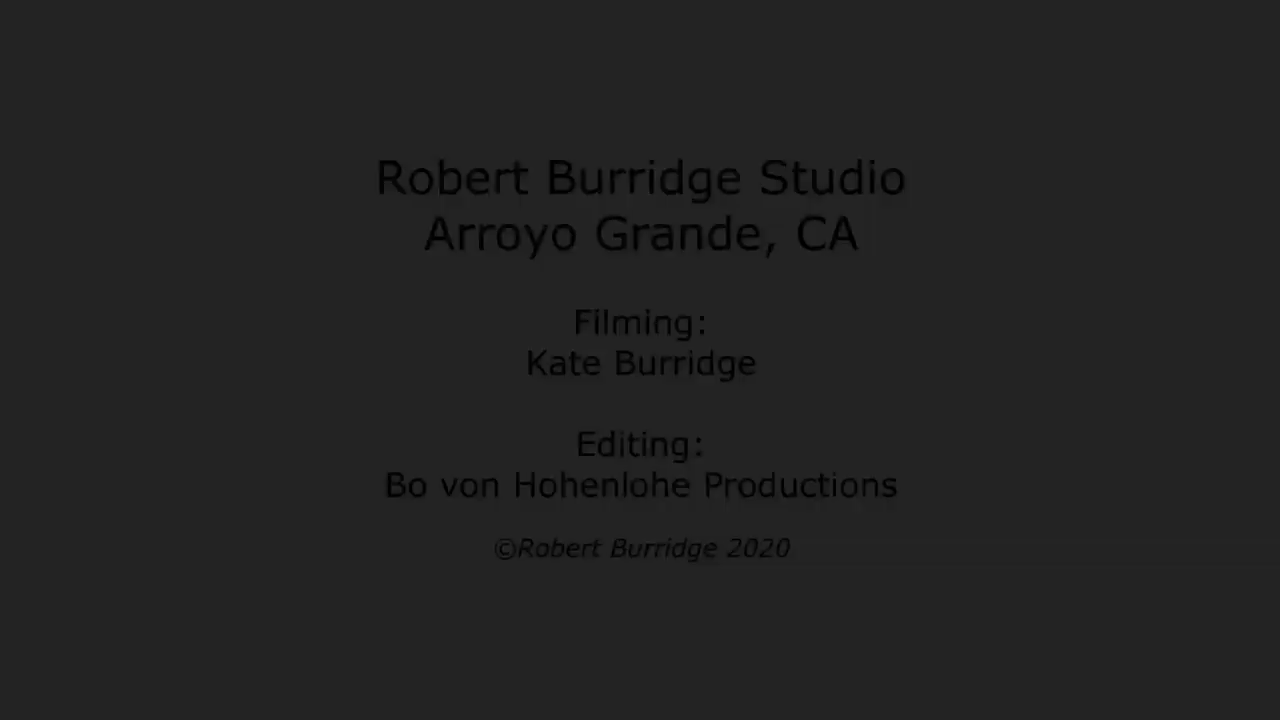 Robert Burridge Studio
Arroyo Grande, CA
Filming:
Kate Burridge
Editing:
Bo von Hohenlohe Productions
©Robert Burridge 2020